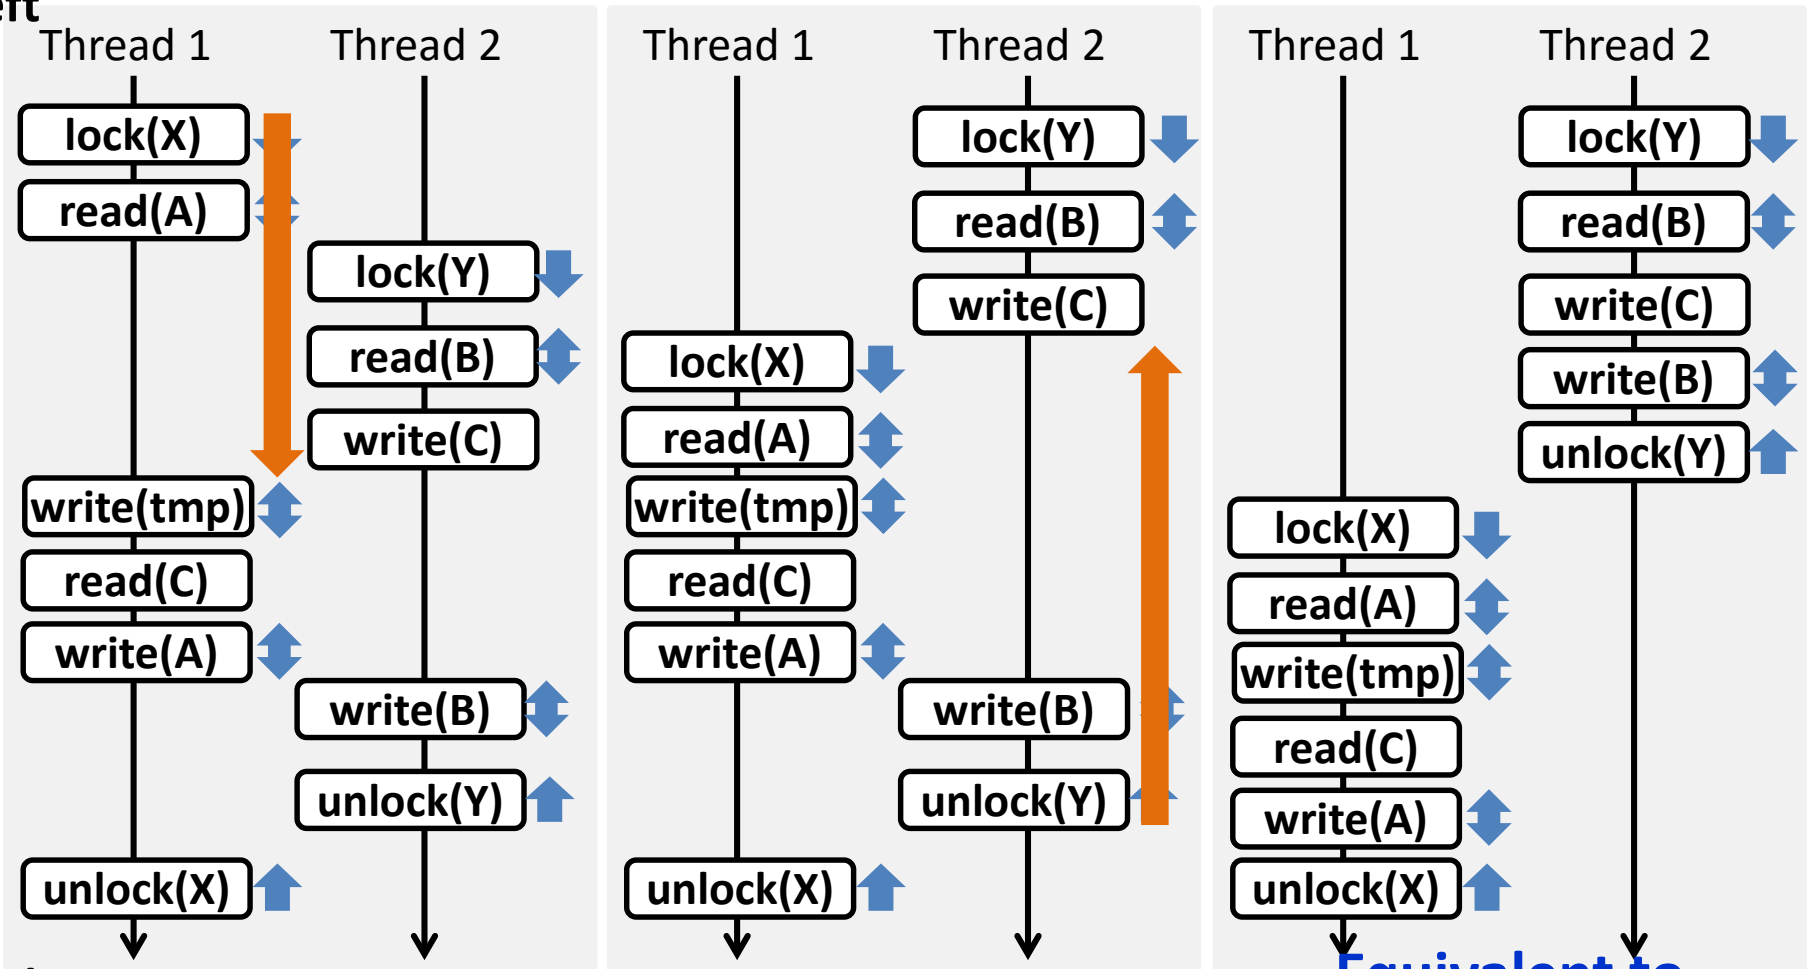 Thread 1
Thread 2
lock(X)
read(A)
lock(Y)
read(B)
write(C)
write(tmp)
read(C)
write(A)
write(B)
unlock(Y)
unlock(X)
Thread 1
Thread 2
lock(Y)
read(B)
write(C)
lock(X)
read(A)
write(tmp)
read(C)
write(A)
write(B)
unlock(Y)
unlock(X)
Thread 1
Thread 2
lock(Y)
read(B)
write(C)
write(B)
unlock(Y)
lock(X)
read(A)
write(tmp)
read(C)
write(A)
unlock(X)
Equivalent to